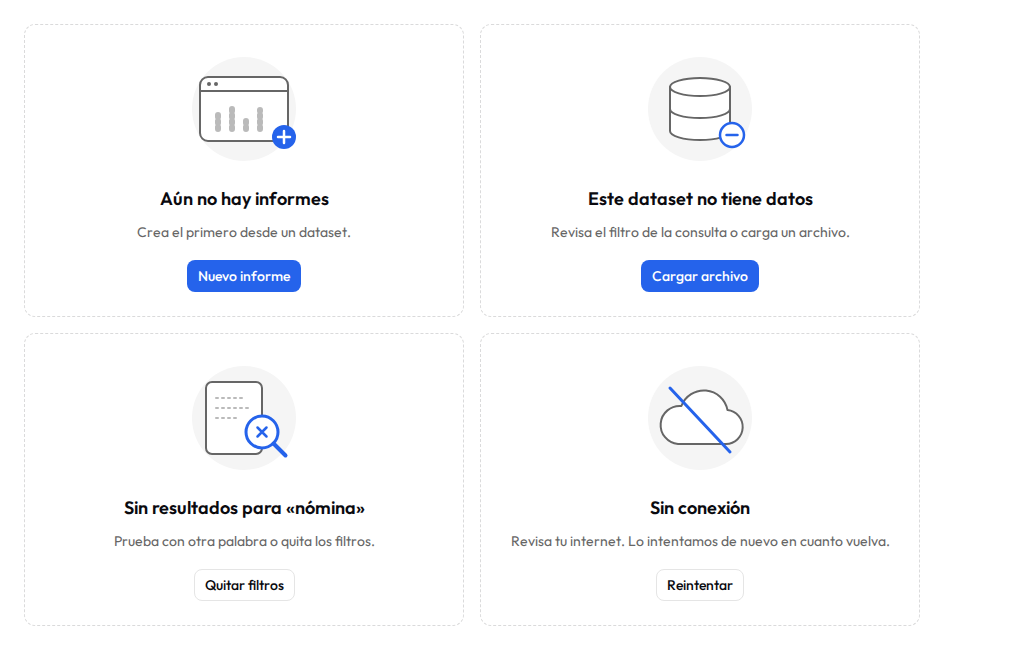 Aún no hay informes
Crea el primero desde un dataset.
Nuevo informe
Este dataset no tiene datos
Revisa el filtro de la consulta o carga un archivo.
Cargar archivo
Sin resultados para «nómina»
Prueba con otra palabra o quita los filtros.
Quitar filtros
Sin conexión
Revisa tu internet. Lo intentamos de nuevo en cuanto vuelva.
Reintentar